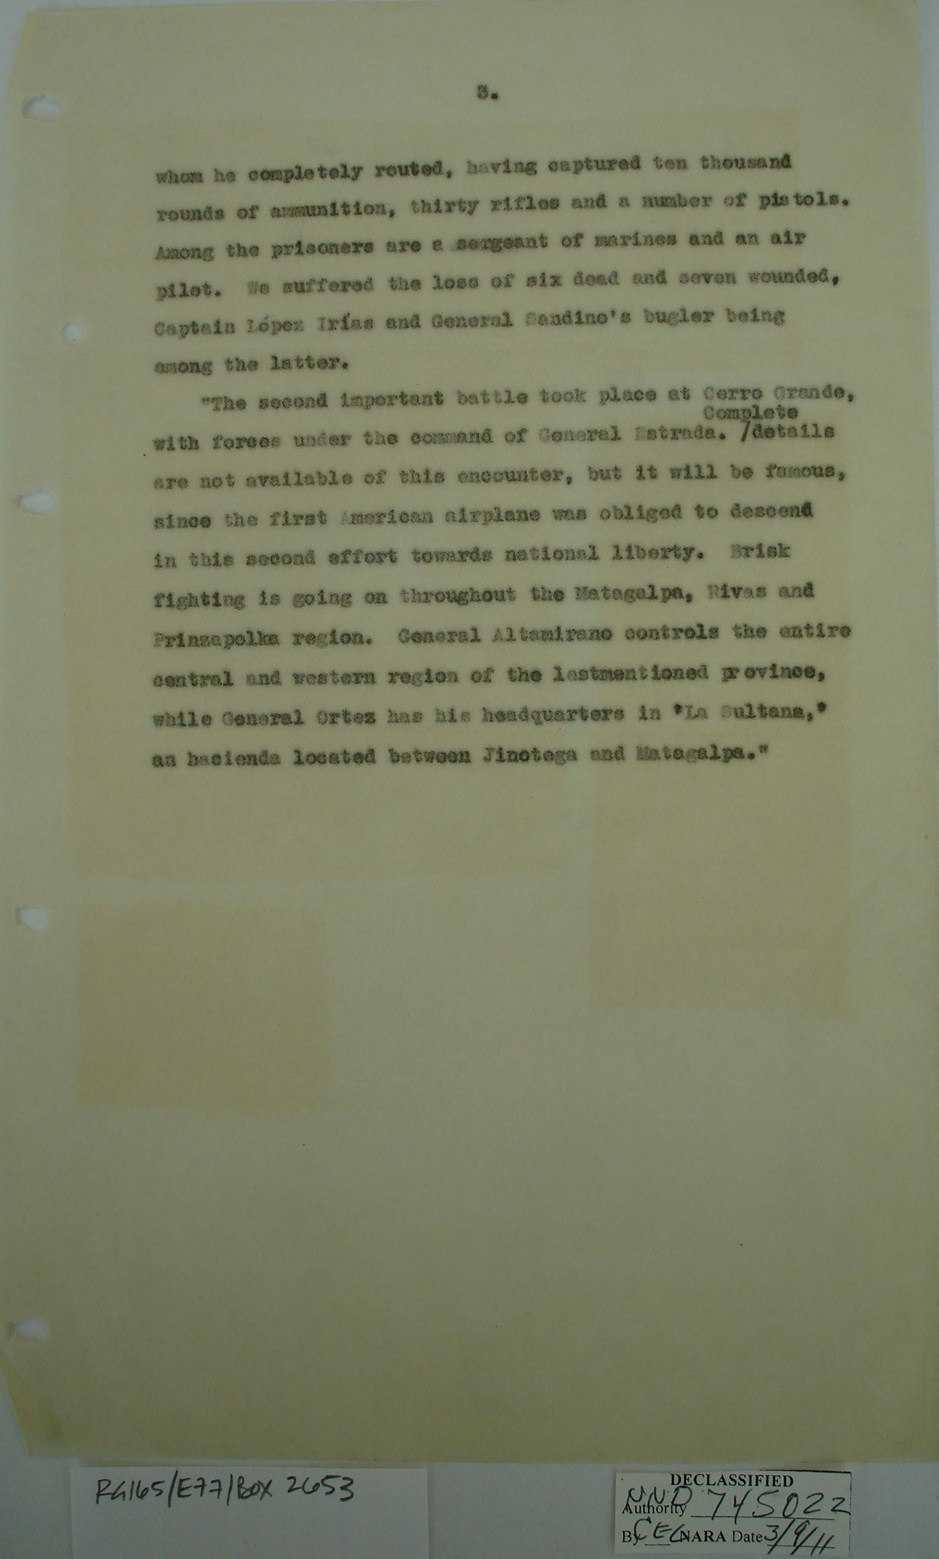 3.
whom he completely routed, having captured ten thousand
rounds of ammunition, thirty rifles and a number of pistols.
Among the prisoners are a sergeant of marines and an air
pilot. We suffered the loss of six dead and seven wounded,
Captain López Irías and General Sandino's bugler being
among the latter.
"The second important battle took place at Cerro Grande,
Complete
with forces under the command of General Estrada. /details
are not available of this encounter, but it will be famous,
since the first American airplane was obliged to descend
in this second effort towards national liberty. Brisk
fighting is going on throughout the Matagalpa, Rivas and
Prinzapolka region. General Altamirano controls the entire
central and western region of the lastmentioned province,
while General Ortez has his headquarters in 'La Sultana,'
an hacienda located between Jinotega and Matagalpa."
RG165/E77/Box 2653
DECLASSIFIED
Authority NND 745022
By CEG NARA Date 3/9/11